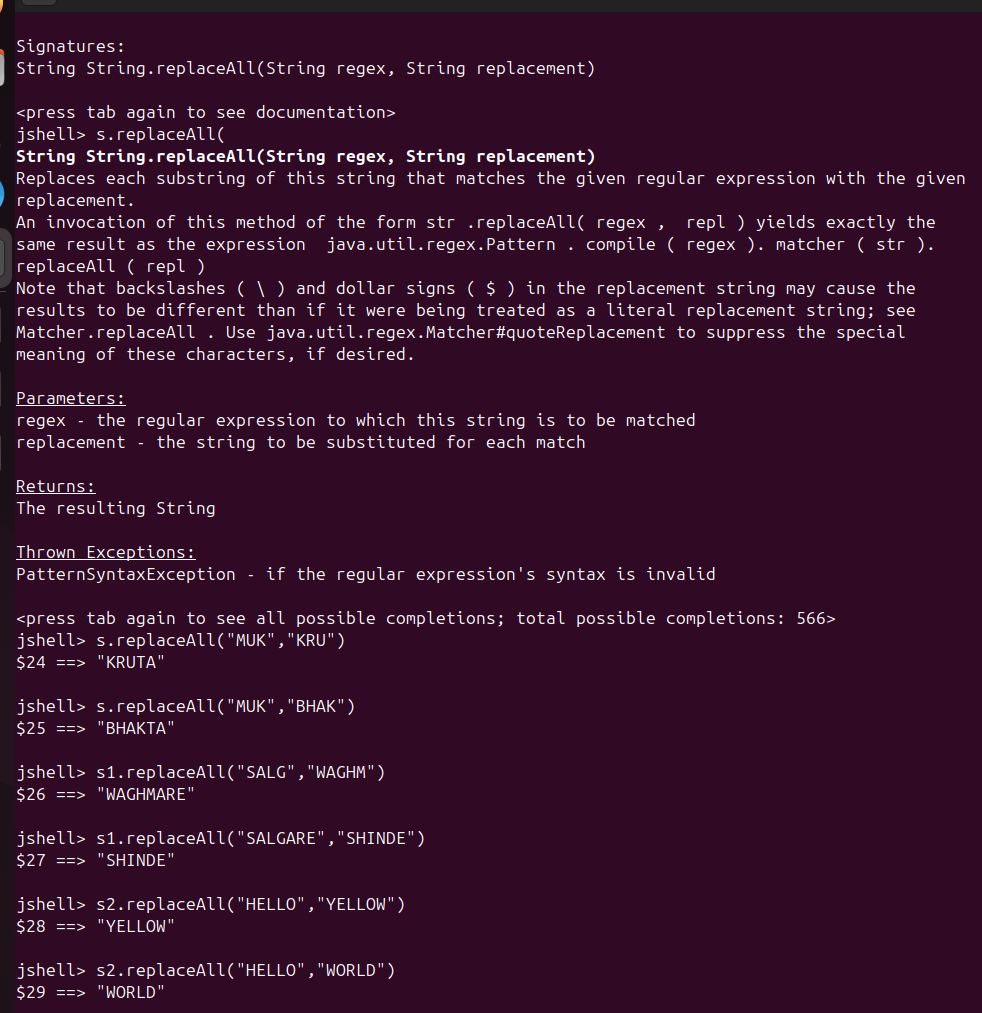 Signatures:
String String.replaceAll(String regex, String replacement)
<press tab again to see documentation>
jshell> s.replaceAll(
String String.replaceAll(String regex, String replacement)
Replaces each substring of this string that matches the given regular expression with the given
replacement.
An invocation of this method of the form str .replaceAll( regex ,  repl ) yields exactly the
same result as the expression  java.util.regex.Pattern . compile ( regex ). matcher ( str ).
replaceAll ( repl )
Note that backslashes ( \ ) and dollar signs ( $ ) in the replacement string may cause the
results to be different than if it were being treated as a literal replacement string; see
Matcher.replaceAll . Use java.util.regex.Matcher#quoteReplacement to suppress the special
meaning of these characters, if desired.
Parameters:
regex - the regular expression to which this string is to be matched
replacement - the string to be substituted for each match
Returns:
The resulting String
Thrown Exceptions:
PatternSyntaxException - if the regular expression's syntax is invalid
<press tab again to see all possible completions; total possible completions: 566>
jshell> s.replaceAll("MUK","KRU")
$24 ==> "KRUTA"
jshell> s.replaceAll("MUK","BHAK")
$25 ==> "BHAKTA"
jshell> s1.replaceAll("SALG","WAGHM")
$26 ==> "WAGHMARE"
jshell> s1.replaceAll("SALGARE","SHINDE")
$27 ==> "SHINDE"
jshell> s2.replaceAll("HELLO","YELLOW")
$28 ==> "YELLOW"
jshell> s2.replaceAll("HELLO","WORLD")
$29 ==> "WORLD"